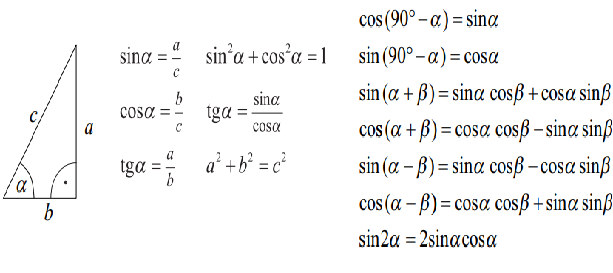 c
a
α
b
sinα = a/c
sin²α + cos²α = 1
cosα = b/c
tgα = sinα/cosα
tgα = a/b
a² + b² = c²
cos(90° − α) = sinα
sin(90° − α) = cosα
sin(α + β) = sinα cosβ + cosα sinβ
cos(α + β) = cosα cosβ − sinα sinβ
sin(α − β) = sinα cosβ − cosα sinβ
cos(α − β) = cosα cosβ + sinα sinβ
sin2α = 2sinαcosα